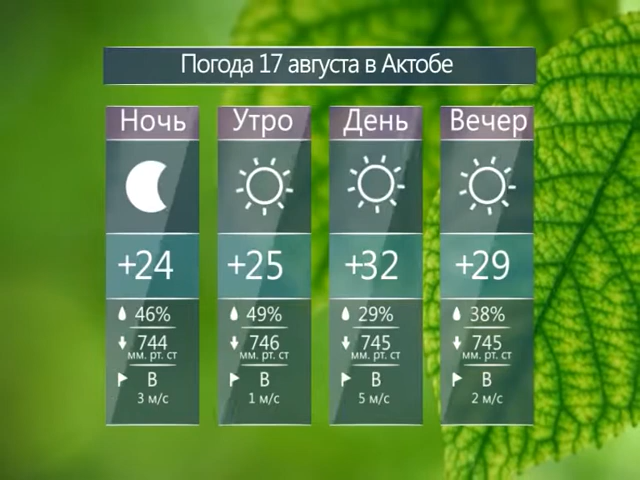 Погода 17 августа в Актобе
Ночь
Утро
День
Вечер
+24
+25
+32
+29
46%
49%
29%
38%
744
746
745
745
мм. рт. ст
мм. рт. ст
мм. рт. ст
мм. рт. ст
В
В
В
В
3 м/с
1 м/с
5 м/с
2 м/с